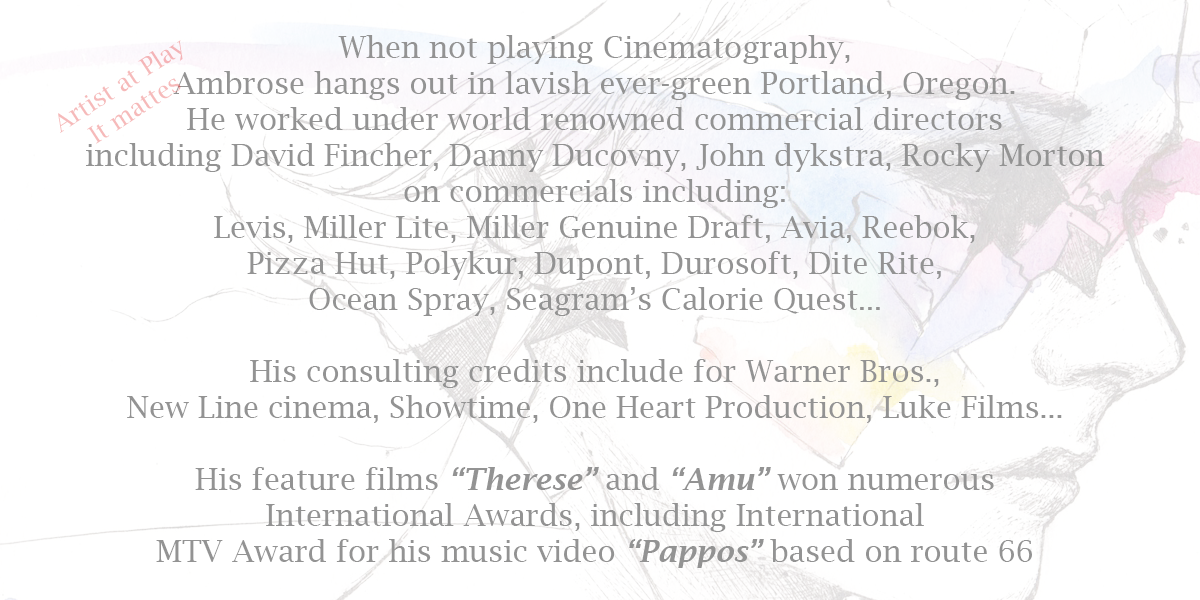 Artist at Play
It mattes
When not playing Cinematography,
Ambrose hangs out in lavish ever-green Portland, Oregon.
He worked under world renowned commercial directors
including David Fincher, Danny Ducovny, John dykstra, Rocky Morton
on commercials including:
Levis, Miller Lite, Miller Genuine Draft, Avia, Reebok,
Pizza Hut, Polykur, Dupont, Durosoft, Dite Rite,
Ocean Spray, Seagram’s Calorie Quest...
His consulting credits include for Warner Bros.,
New Line cinema, Showtime, One Heart Production, Luke Films...
His feature films “Therese” and “Amu” won numerous
International Awards, including International
MTV Award for his music video “Pappos” based on route 66